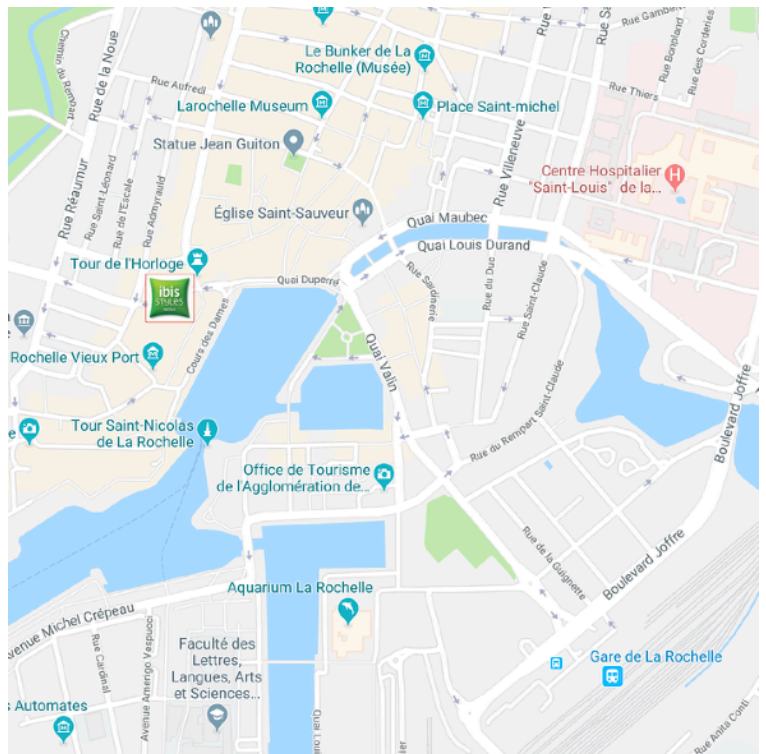 Rue Gambetta
Chemin du Rempart
Rue de la Noue
Le Bunker de La
Rochelle (Musée)
Rue Bonpland
Rue des Corderies
Rue Aufredi
Rue Thiers
Larochelle Museum
Place Saint-michel
Statue Jean Guiton
Rue Villeneuve
Centre Hospitalier
"Saint-Louis" de la...
H
Rue Réaumur
Rue Saint-Léonard
Rue de l'Escale
Rue Admyrauld
Église Saint-Sauveur
Quai Maubec
Quai Louis Durand
Tour de l'Horloge
Quai Duperré
ibis
STYLES
HOTELS
Rue Sardinerie
Rue du Duc
Rue Saint-Claude
Cours des Dames
Quai Valin
Rochelle Vieux Port
Boulevard Joffre
Tour Saint-Nicolas
de La Rochelle
Rue du Rempart Saint-Claude
Office de Tourisme
de l'Agglomération de...
Rue de la Guignette
Boulevard Joffre
Aquarium La Rochelle
Avenue Michel Crépeau
Rue Cardinal
Avenue Amerigo Vespucci
Faculté des
Lettres,
Langues, Arts
et Sciences...
Gare de La Rochelle
s Automates
Rue Anita Conti